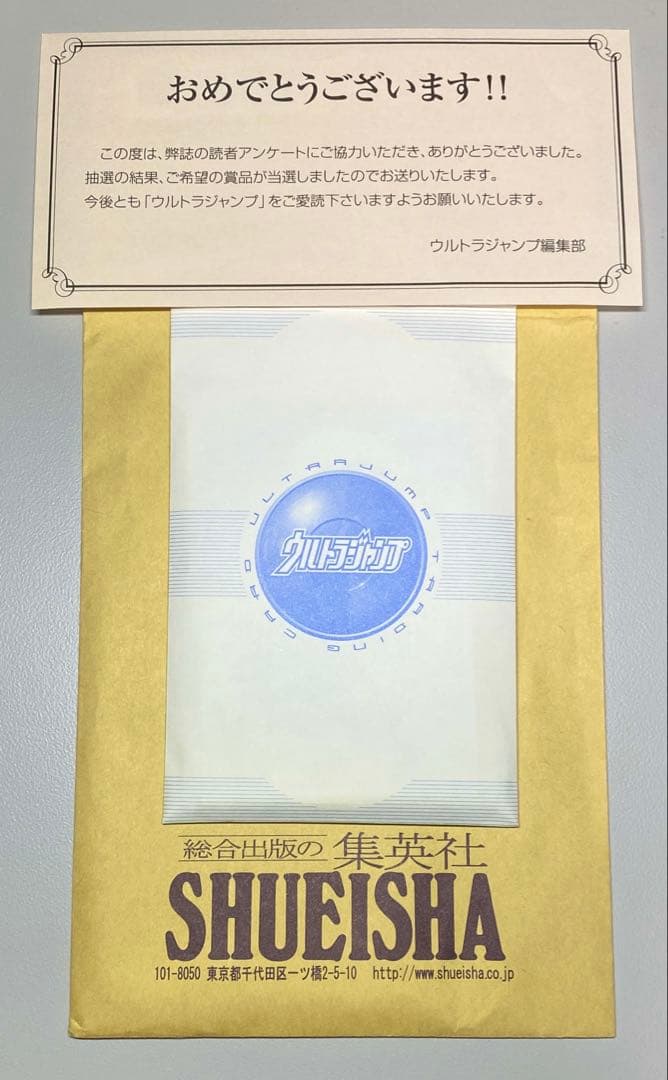 おめでとうございます!!
この度は、弊誌の読者アンケートにご協力いただき、ありがとうございました。
抽選の結果、ご希望の賞品が当選しましたのでお送りいたします。
今後とも「ウルトラジャンプ」をご愛読下さいますようお願いいたします。
ウルトラジャンプ編集部
ULTRAJUMP TRADING CARD
ウルトラジャンプ
総合出版の 集英社
SHUEISHA
101-8050 東京都千代田区一ツ橋2-5-10 http://www.shueisha.co.jp